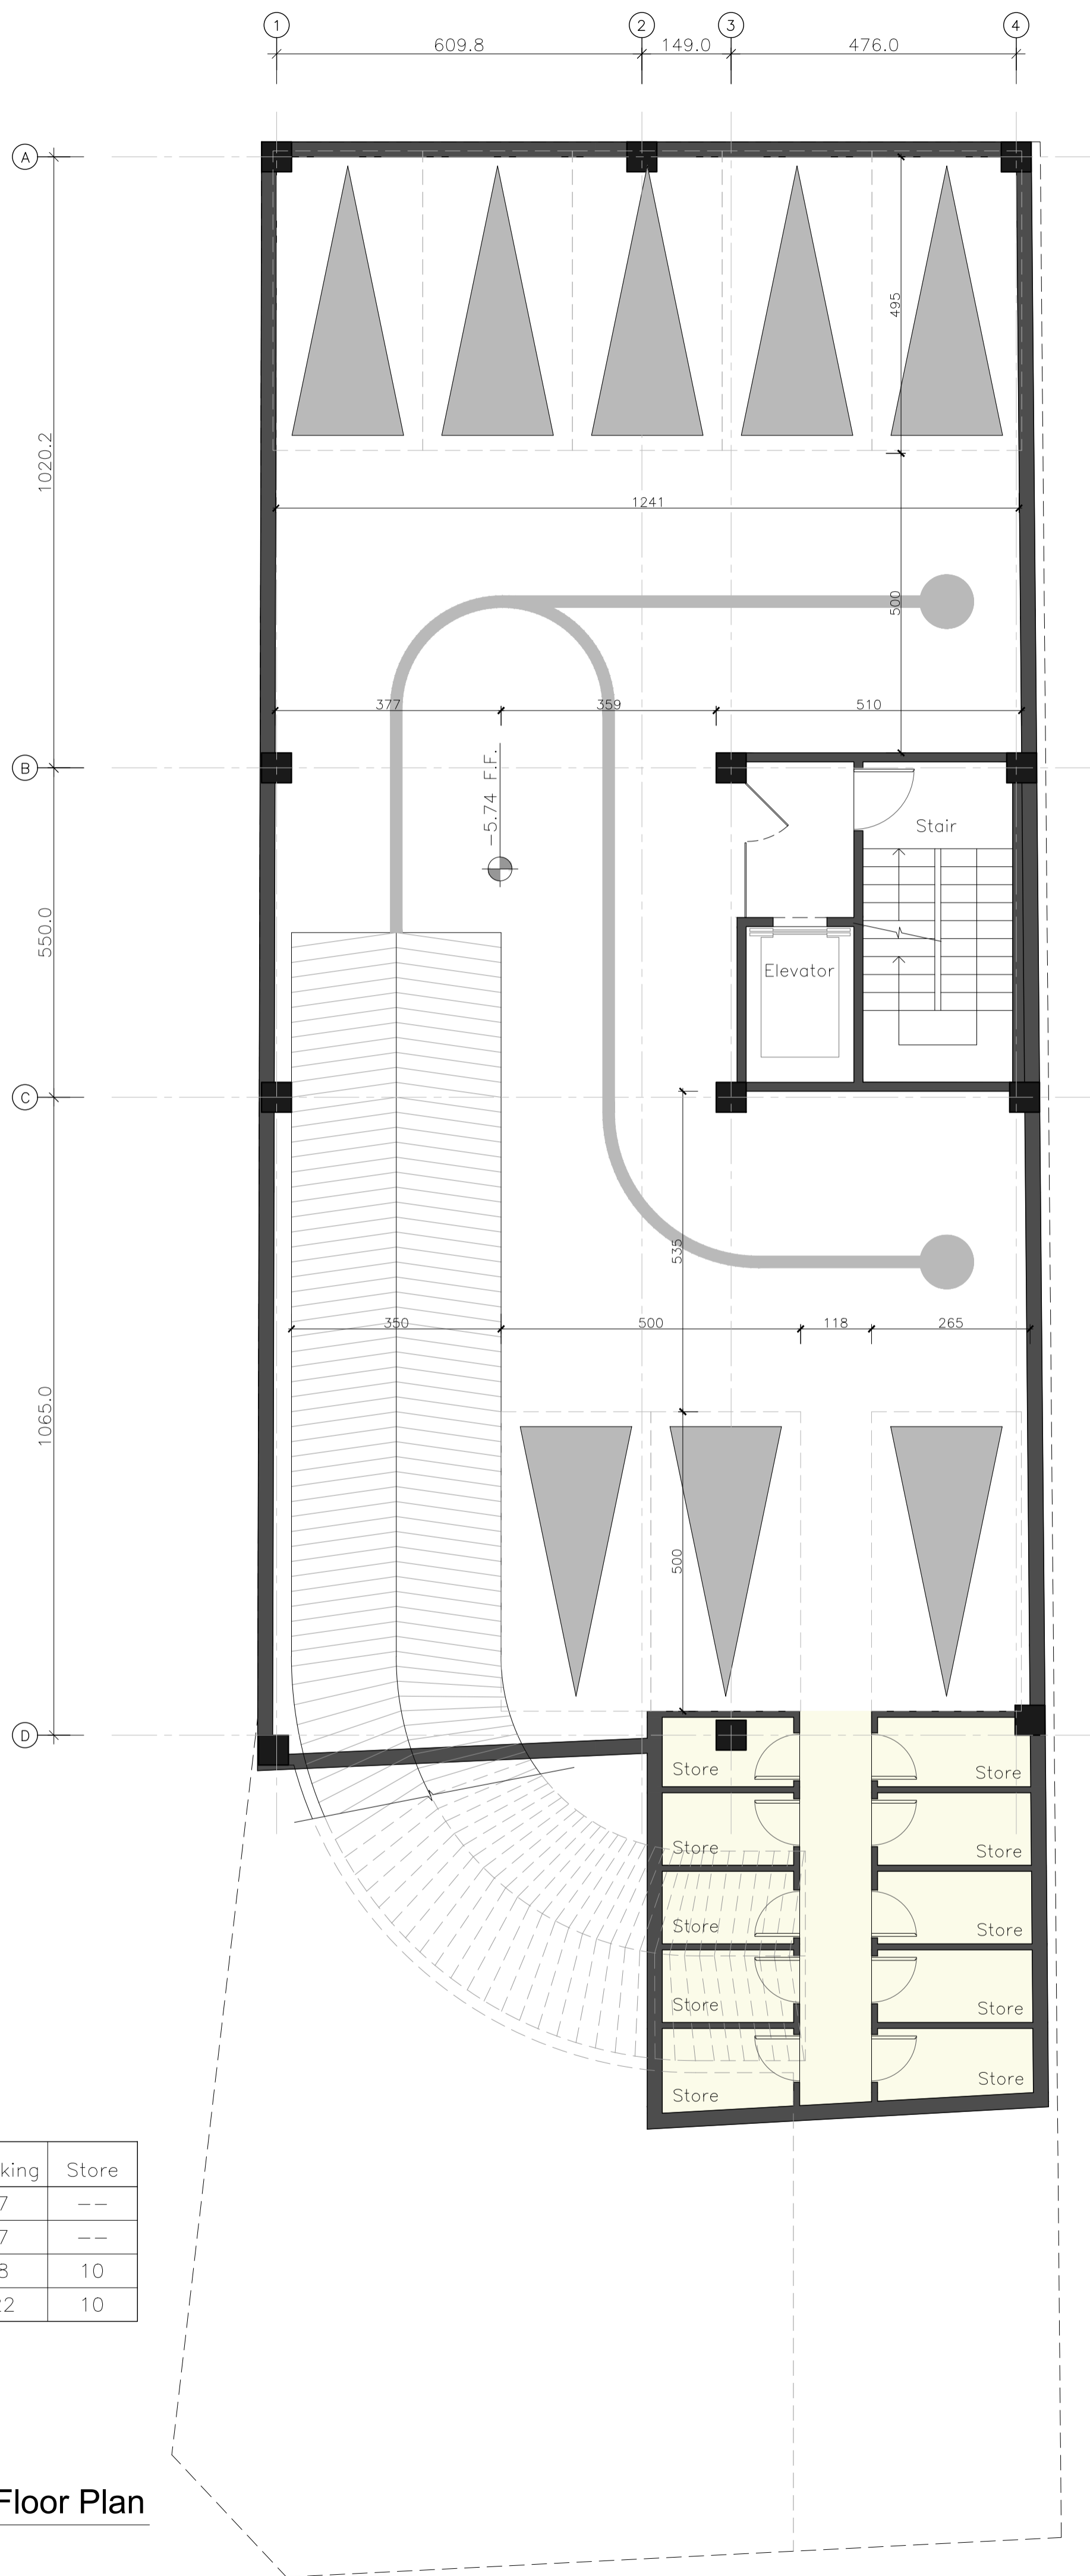 1 2 3 4
609.8 149.0 476.0
A
495
1020.2
1241
500
377 359 510
B
-5.74 F.F.
Stair
550.0
Elevator
C
535
350 500 118 265
1065.0
500
D
Store Store
Store Store
Store Store
Store Store
Store Store
king Store
7 --
7 --
8 10
22 10
Floor Plan